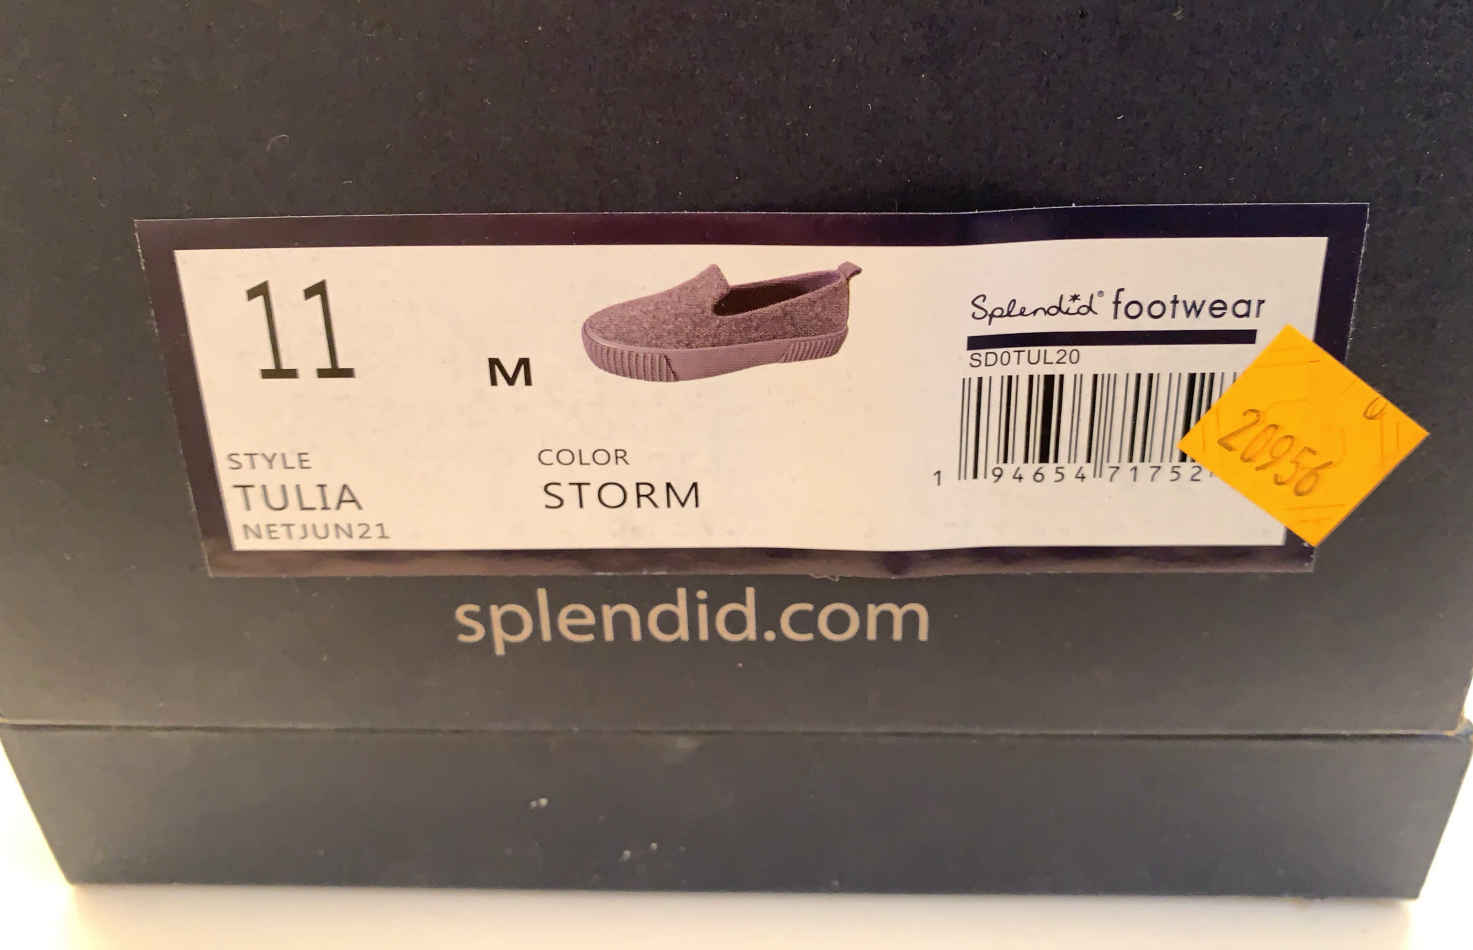 11
M
STYLE
TULIA
NETJUN21
COLOR
STORM
Splendid® footwear
SD0TUL20
1 94654 71752
20956
splendid.com